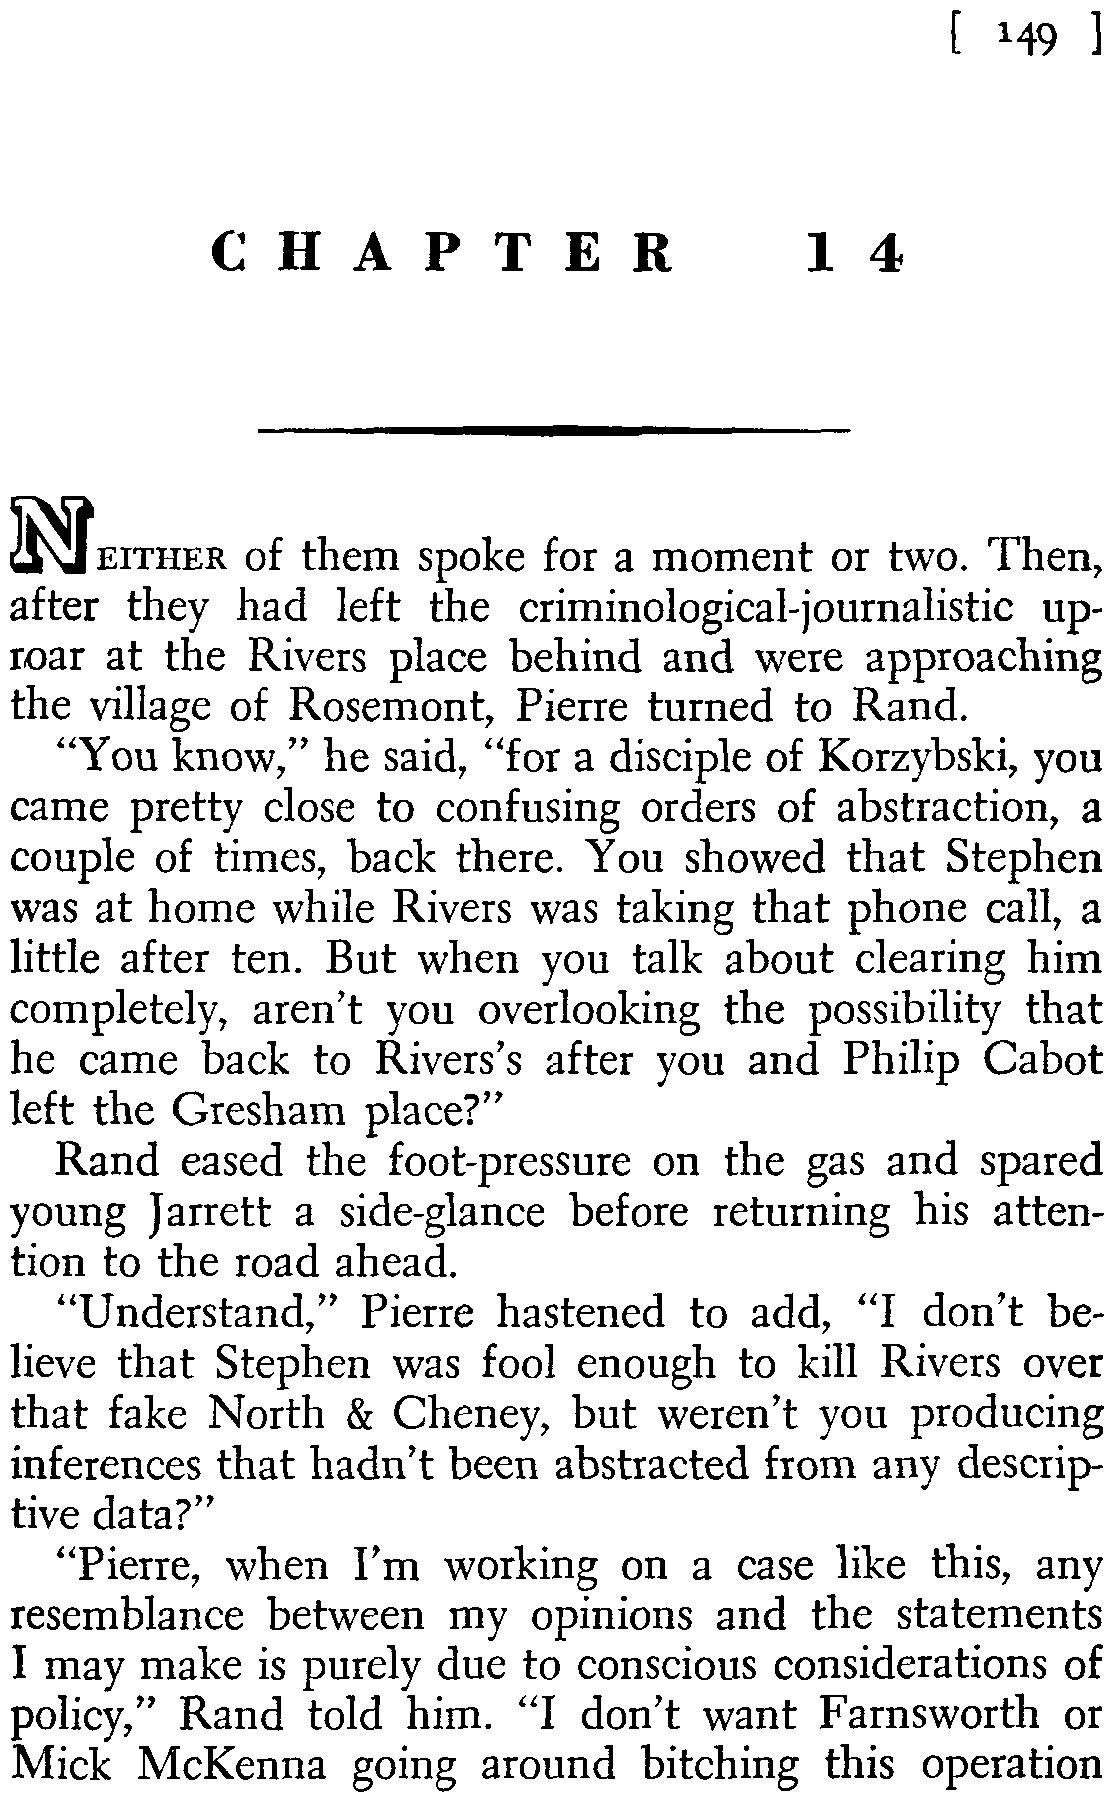 [ 149 ]
CHAPTER 14
NEITHER of them spoke for a moment or two. Then,
after they had left the criminological-journalistic up-
roar at the Rivers place behind and were approaching
the village of Rosemont, Pierre turned to Rand.
“You know,” he said, “for a disciple of Korzybski, you
came pretty close to confusing orders of abstraction, a
couple of times, back there. You showed that Stephen
was at home while Rivers was taking that phone call, a
little after ten. But when you talk about clearing him
completely, aren’t you overlooking the possibility that
he came back to Rivers’s after you and Philip Cabot
left the Gresham place?”
Rand eased the foot-pressure on the gas and spared
young Jarrett a side-glance before returning his atten-
tion to the road ahead.
“Understand,” Pierre hastened to add, “I don’t be-
lieve that Stephen was fool enough to kill Rivers over
that fake North & Cheney, but weren’t you producing
inferences that hadn’t been abstracted from any descrip-
tive data?”
“Pierre, when I’m working on a case like this, any
resemblance between my opinions and the statements
I may make is purely due to conscious considerations of
policy,” Rand told him. “I don’t want Farnsworth or
Mick McKenna going around bitching this operation